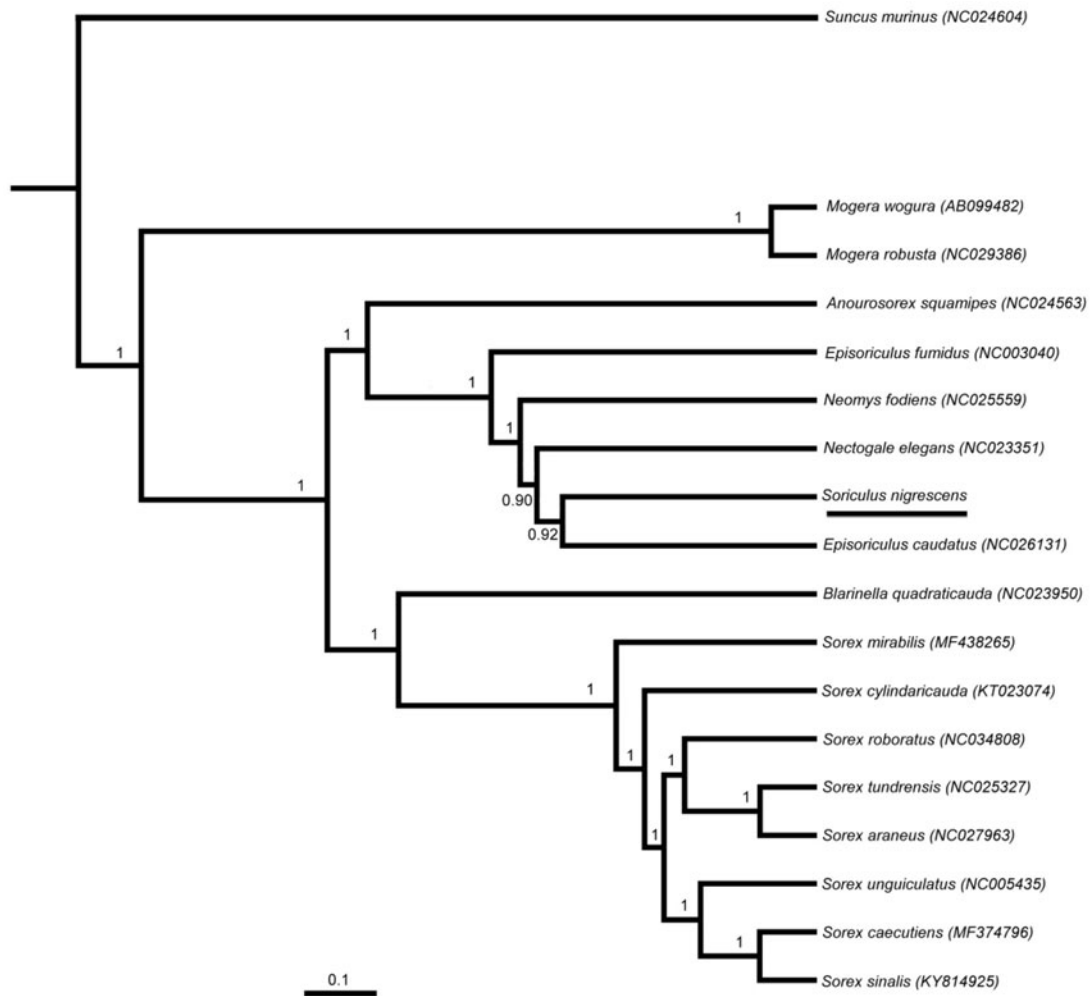 Suncus murinus (NC024604)
1
Mogera wogura (AB099482)
Mogera robusta (NC029386)
Anourosorex squamipes (NC024563)
1
1
Episoriculus fumidus (NC003040)
1
Neomys fodiens (NC025559)
1
Nectogale elegans (NC023351)
1
0.90
Soriculus nigrescens
0.92
Episoriculus caudatus (NC026131)
Blarinella quadraticauda (NC023950)
1
Sorex mirabilis (MF438265)
1
Sorex cylindaricauda (KT023074)
1
1
Sorex roboratus (NC034808)
Sorex tundrensis (NC025327)
1
1
Sorex araneus (NC027963)
Sorex unguiculatus (NC005435)
1
Sorex caecutiens (MF374796)
1
Sorex sinalis (KY814925)
0.1